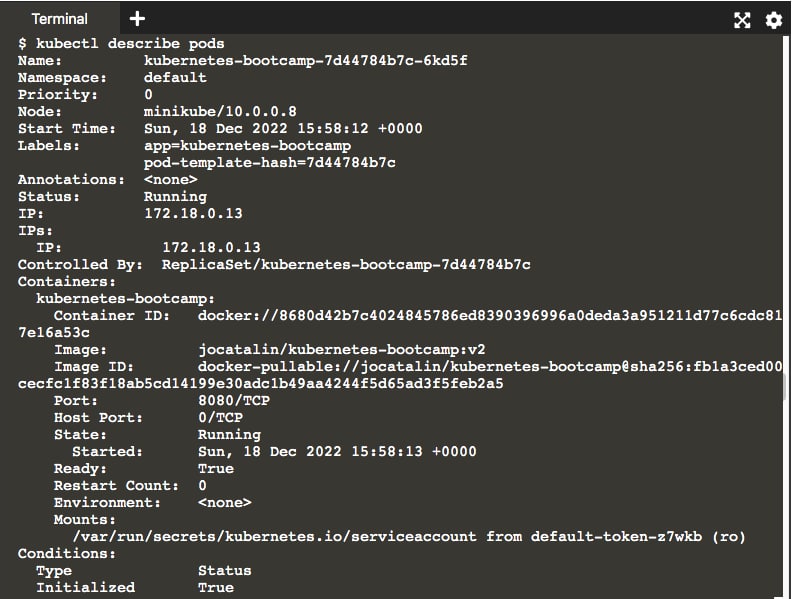 Terminal
$ kubectl describe pods
Name:         kubernetes-bootcamp-7d44784b7c-6kd5f
Namespace:    default
Priority:     0
Node:         minikube/10.0.0.8
Start Time:   Sun, 18 Dec 2022 15:58:12 +0000
Labels:       app=kubernetes-bootcamp
              pod-template-hash=7d44784b7c
Annotations:  <none>
Status:       Running
IP:           172.18.0.13
IPs:
  IP:           172.18.0.13
Controlled By:  ReplicaSet/kubernetes-bootcamp-7d44784b7c
Containers:
  kubernetes-bootcamp:
    Container ID:   docker://8680d42b7c4024845786ed8390396996a0deda3a951211d77c6cdc81
7e16a53c
    Image:          jocatalin/kubernetes-bootcamp:v2
    Image ID:       docker-pullable://jocatalin/kubernetes-bootcamp@sha256:fb1a3ced00
cecfc1f83f18ab5cd14199e30adc1b49aa4244f5d65ad3f5feb2a5
    Port:           8080/TCP
    Host Port:      0/TCP
    State:          Running
      Started:      Sun, 18 Dec 2022 15:58:13 +0000
    Ready:          True
    Restart Count:  0
    Environment:    <none>
    Mounts:
      /var/run/secrets/kubernetes.io/serviceaccount from default-token-z7wkb (ro)
Conditions:
  Type              Status
  Initialized       True